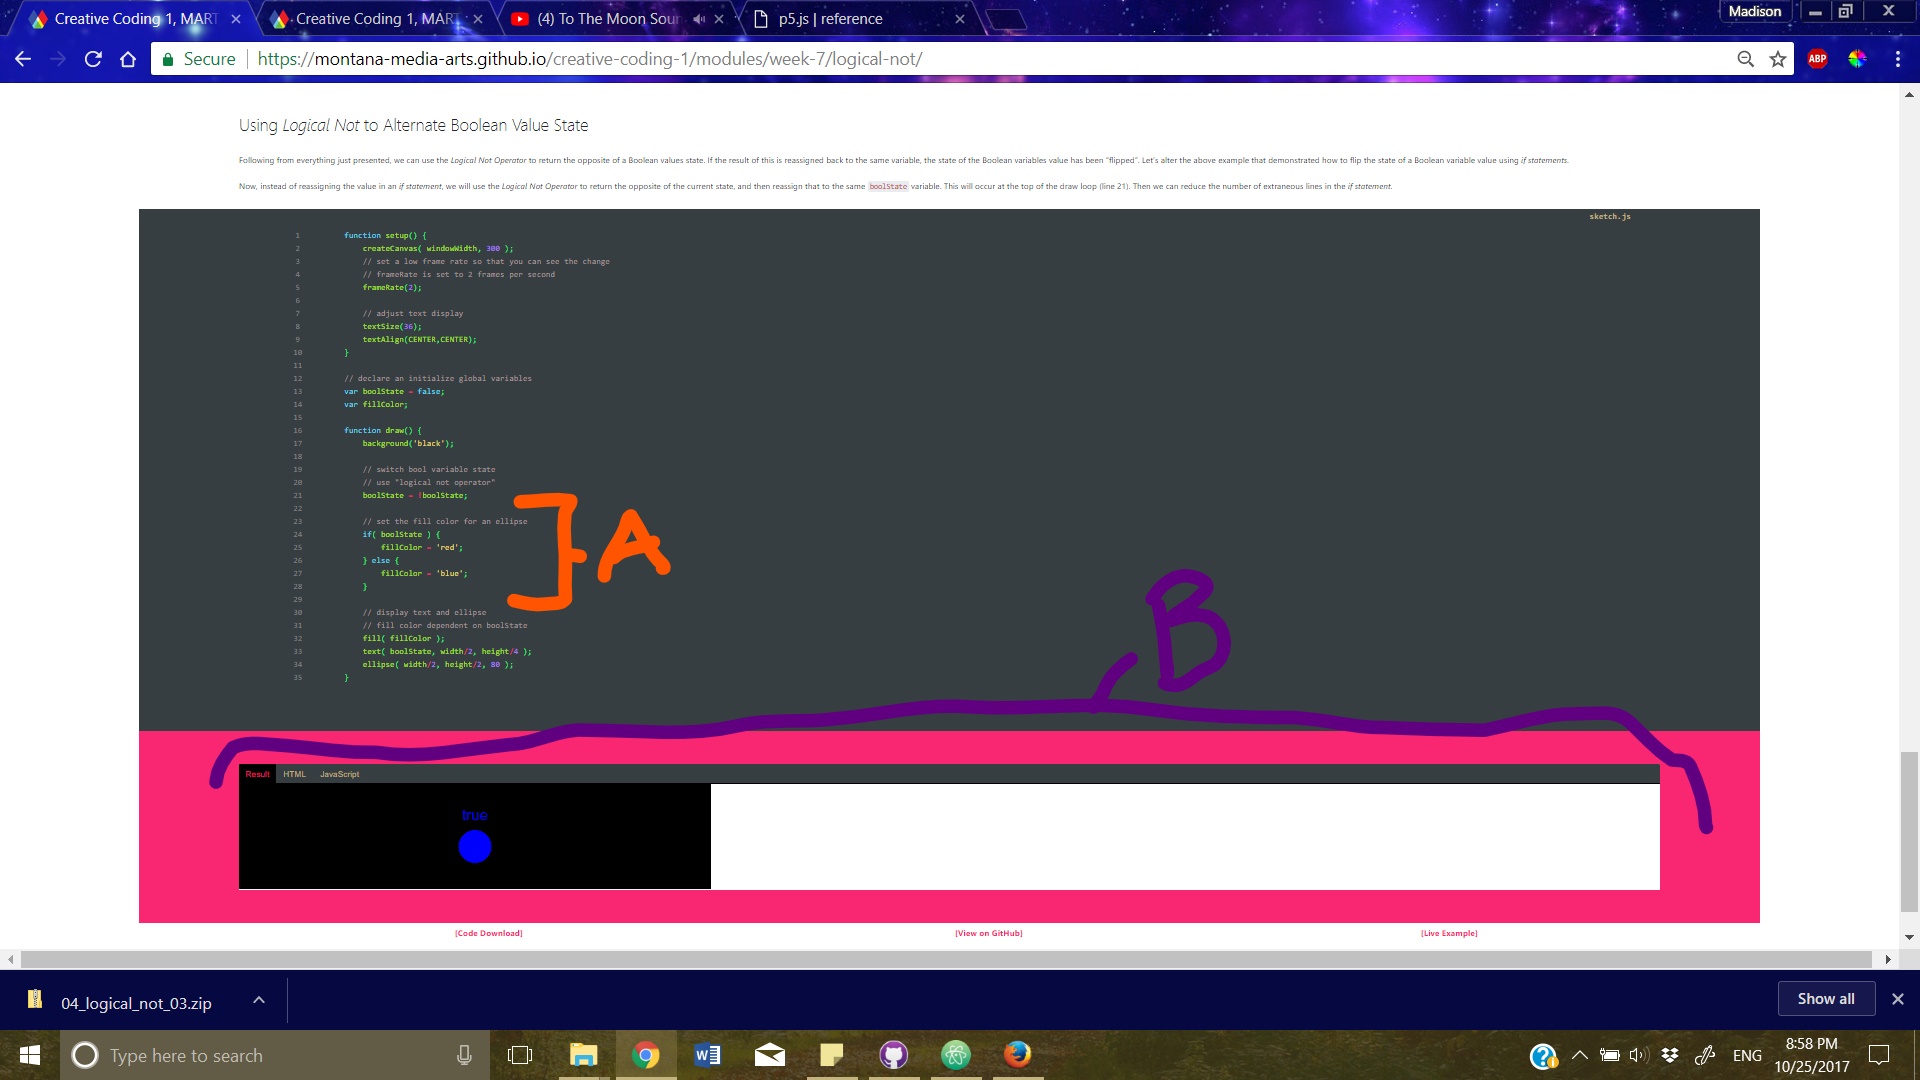 Creative Coding 1, MART
Creative Coding 1, MART
(4) To The Moon Soun
p5.js | reference
Madison
Secure
https://montana-media-arts.github.io/creative-coding-1/modules/week-7/logical-not/
ABP
Using Logical Not to Alternate Boolean Value State
Following from everything just presented, we can use the Logical Not Operator to return the opposite of a Boolean values state. If the result of this is reassigned back to the same variable, the state of the Boolean variables value has been "flipped". Let's alter the above example that demonstrated how to flip the state of a Boolean variable value using if statements.
Now, instead of reassigning the value in an if statement, we will use the Logical Not Operator to return the opposite of the current state, and then reassign that to the same boolState variable. This will occur at the top of the draw loop (line 21). Then we can reduce the number of extraneous lines in the if statement.
sketch.js
1 function setup() {
2 createCanvas( windowWidth, 300 );
3 // set a low frame rate so that you can see the change
4 // frameRate is set to 2 frames per second
5 frameRate(2);
6
7 // adjust text display
8 textSize(36);
9 textAlign(CENTER,CENTER);
10 }
11
12 // declare an initialize global variables
13 var boolState = false;
14 var fillColor;
15
16 function draw() {
17 background('black');
18
19 // switch bool variable state
20 // use "logical not operator"
21 boolState = !boolState;
22
23 // set the fill color for an ellipse
24 if( boolState ) {
25 fillColor = 'red';
26 } else {
27 fillColor = 'blue';
28 }
29
30 // display text and ellipse
31 // fill color dependent on boolState
32 fill( fillColor );
33 text( boolState, width/2, height/4 );
34 ellipse( width/2, height/2, 80 );
35 }
A
B
Result HTML JavaScript
true
[Code Download] [View on GitHub] [Live Example]
04_logical_not_03.zip
Show all
Type here to search
ENG
8:58 PM
10/25/2017